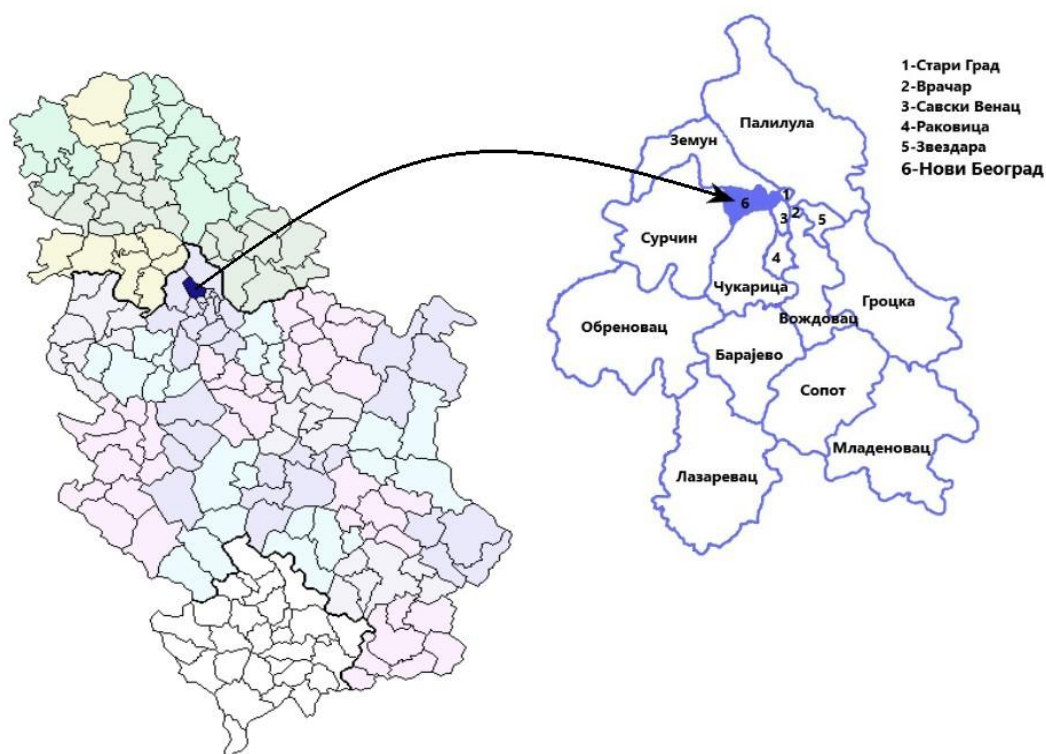 1-Стари Град
2-Врачар
3-Савски Венац
4-Раковица
5-Звездара
6-Нови Београд
Палилула
Земун
1
6
2
3
5
Сурчин
4
Чукарица
Гроцка
Обреновац
Вождовац
Барајево
Сопот
Младеновац
Лазаревац